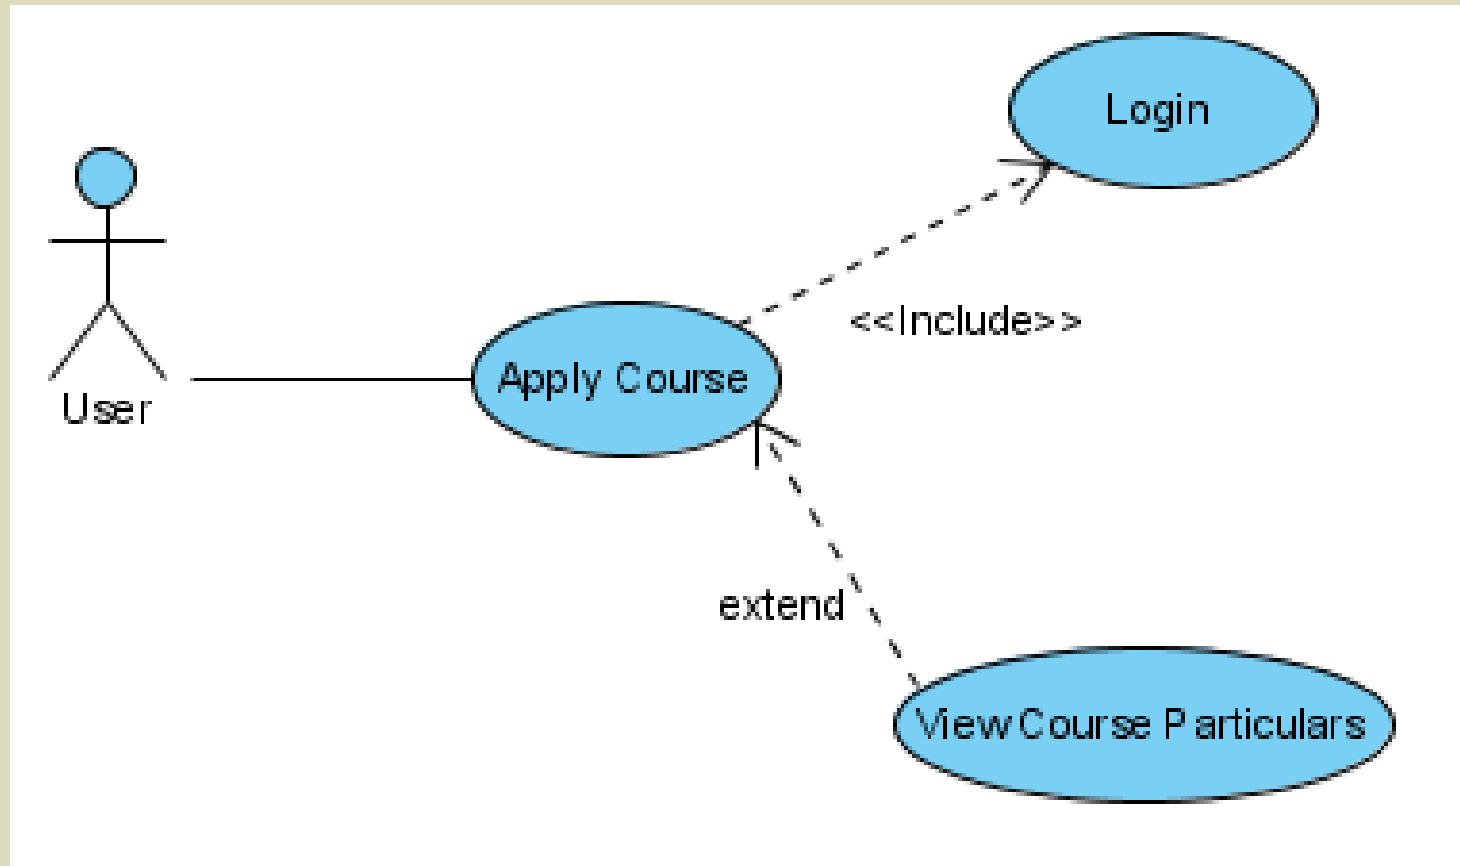 Login
<<Include>>
Apply Course
User
extend
View Course Particulars